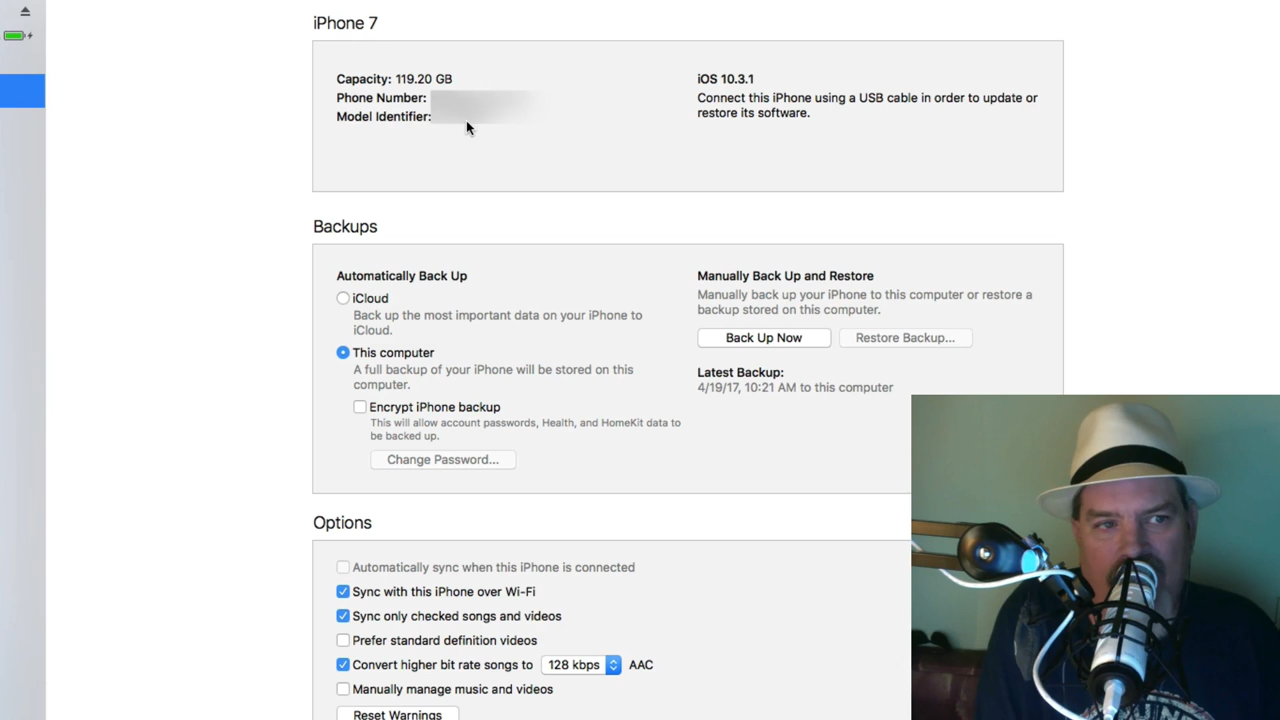 iPhone 7
Capacity: 119.20 GB
Phone Number:
Model Identifier:
iOS 10.3.1
Connect this iPhone using a USB cable in order to update or
restore its software.
Backups
Automatically Back Up
iCloud
Back up the most important data on your iPhone to
iCloud.
This computer
A full backup of your iPhone will be stored on this
computer.
Encrypt iPhone backup
This will allow account passwords, Health, and HomeKit data to
be backed up.
Change Password...
Manually Back Up and Restore
Manually back up your iPhone to this computer or restore a
backup stored on this computer.
Back Up Now
Restore Backup...
Latest Backup:
4/19/17, 10:21 AM to this computer
Options
Automatically sync when this iPhone is connected
Sync with this iPhone over Wi-Fi
Sync only checked songs and videos
Prefer standard definition videos
Convert higher bit rate songs to 128 kbps AAC
Manually manage music and videos
Reset Warnings